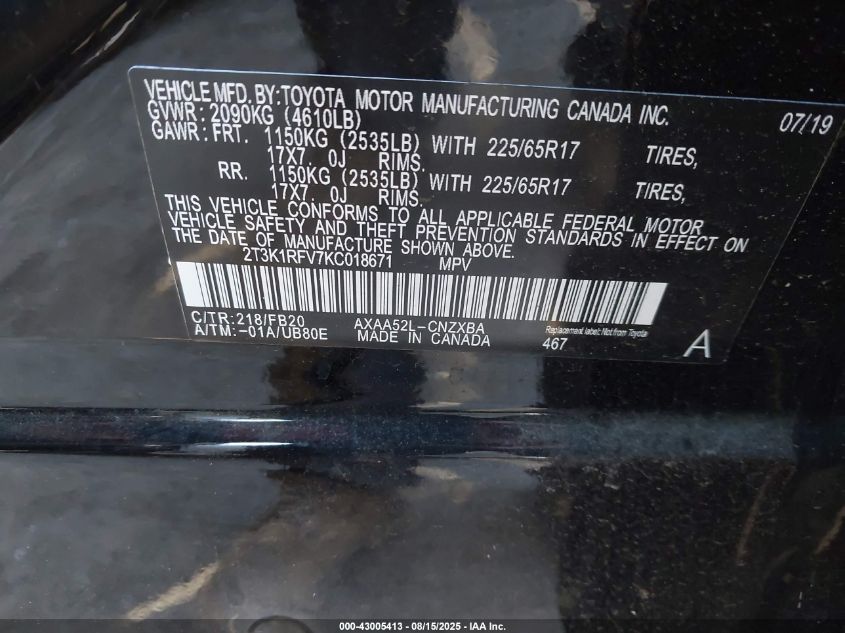 VEHICLE MFD. BY:TOYOTA MOTOR MANUFACTURING CANADA INC. 07/19
GVWR: 2090KG (4610LB)
GAWR: FRT. 1150KG (2535LB) WITH 225/65R17 TIRES,
17X7. 0J RIMS.
RR. 1150KG (2535LB) WITH 225/65R17 TIRES,
17X7. 0J RIMS.
THIS VEHICLE CONFORMS TO ALL APPLICABLE FEDERAL MOTOR
VEHICLE SAFETY AND THEFT PREVENTION STANDARDS IN EFFECT ON
THE DATE OF MANUFACTURE SHOWN ABOVE.
2T3K1RFV7KC018671 MPV
C/TR:218/FB20 AXAA52L-CNZXBA Replacement label: Not from Toyota
A/TM:-01A/UB80E MADE IN CANADA 467 A
000-43005413 - 08/15/2025 - IAA Inc.